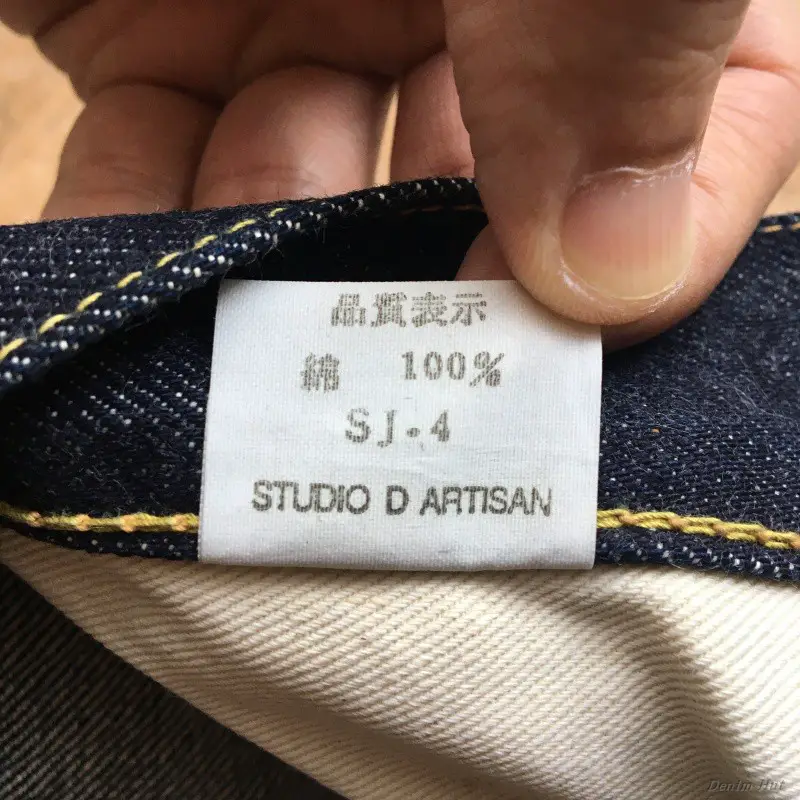 品質表示
綿 100%
SJ-4
STUDIO D ARTISAN
Denim Hut